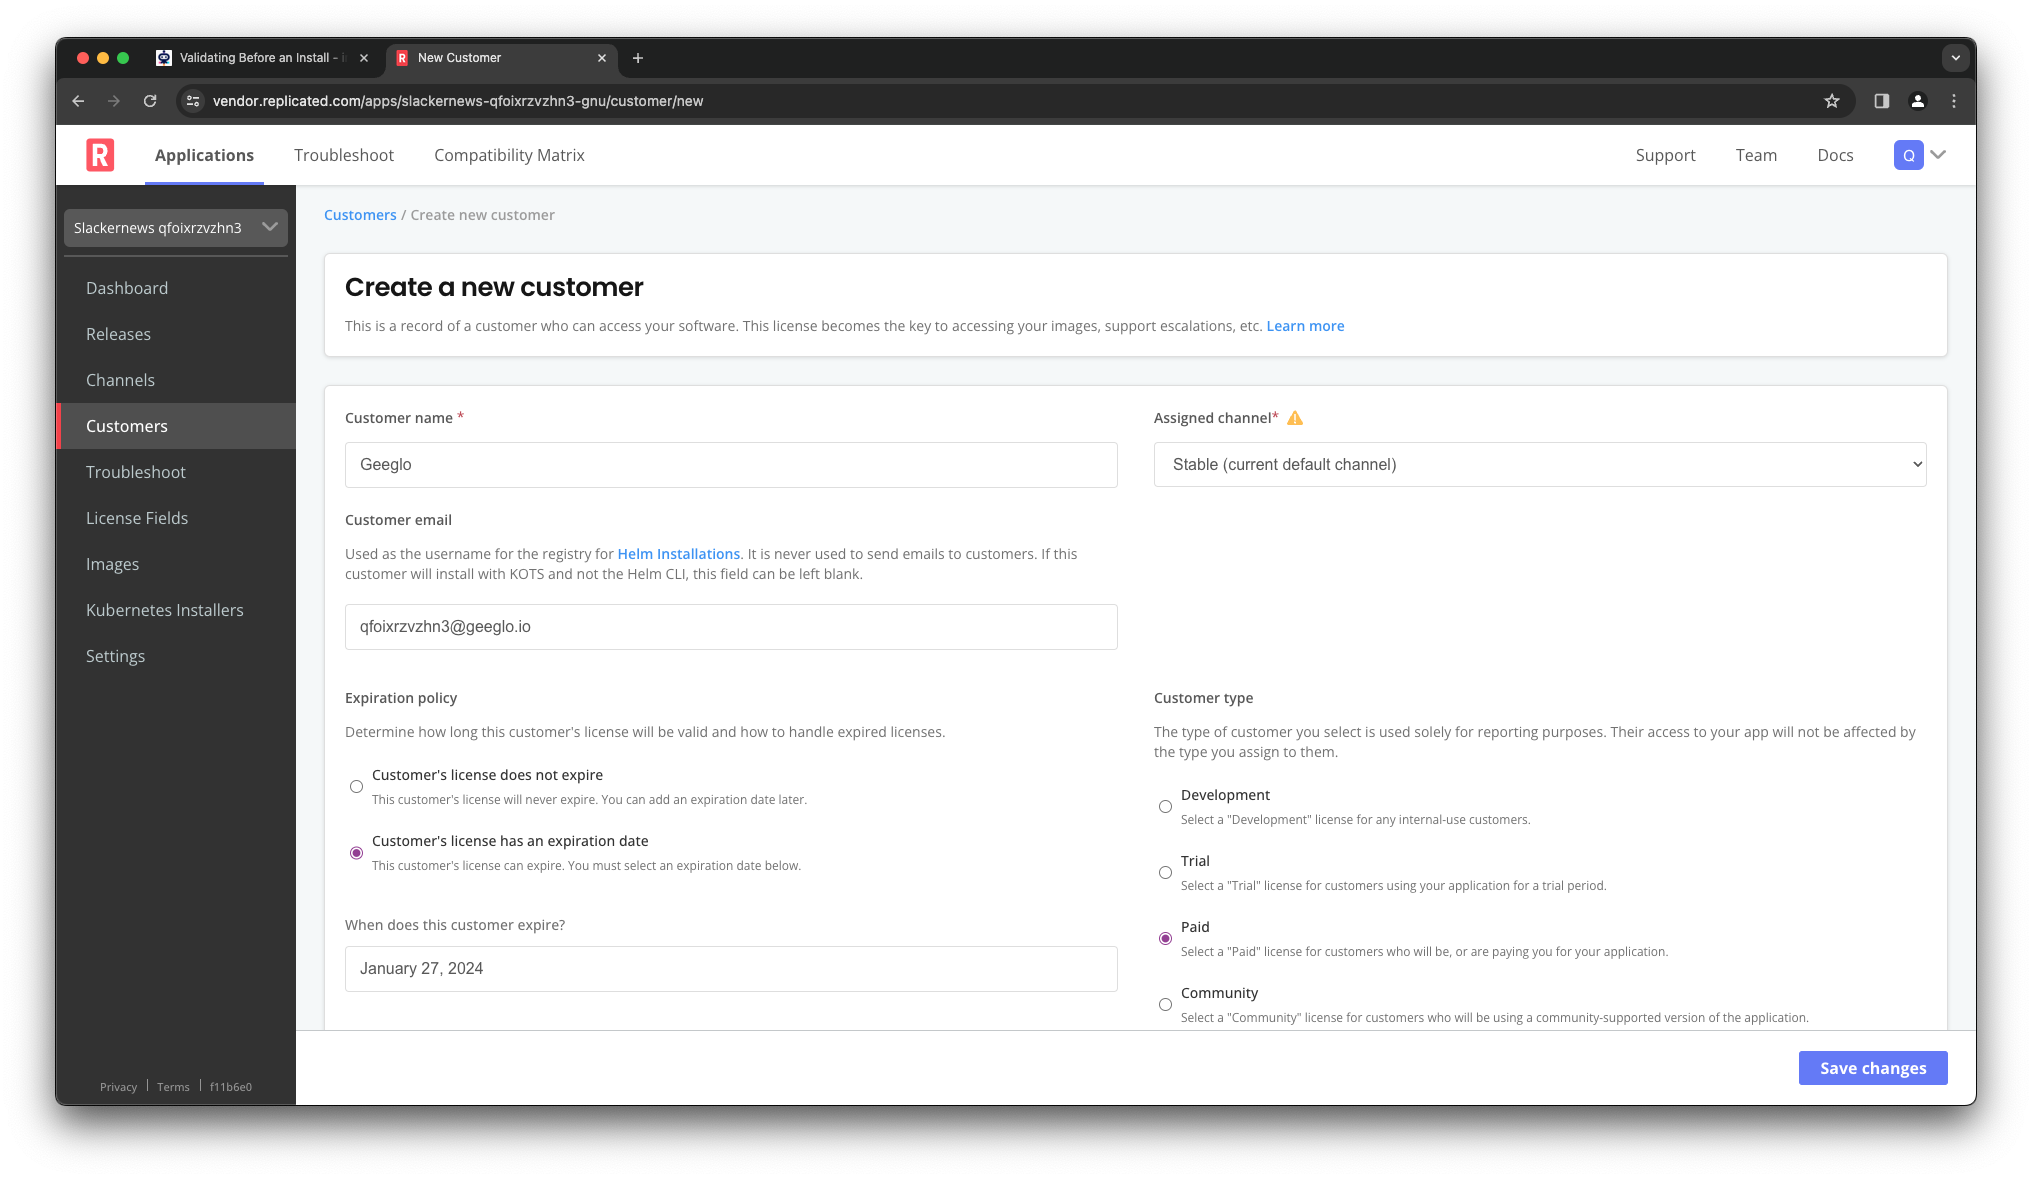 Validating Before an Install -
New Customer
vendor.replicated.com/apps/slackernews-qfoixrzvzhn3-gnu/customer/new
R
Applications
Troubleshoot
Compatibility Matrix
Support
Team
Docs
Q
Slackernews qfoixrzvzhn3
Dashboard
Releases
Channels
Customers
Troubleshoot
License Fields
Images
Kubernetes Installers
Settings
Privacy
Terms
f11b6e0
Customers / Create new customer
Create a new customer
This is a record of a customer who can access your software. This license becomes the key to accessing your images, support escalations, etc. Learn more
Customer name *
Geeglo
Assigned channel*
Stable (current default channel)
Customer email
Used as the username for the registry for Helm Installations. It is never used to send emails to customers. If this
customer will install with KOTS and not the Helm CLI, this field can be left blank.
qfoixrzvzhn3@geeglo.io
Expiration policy
Determine how long this customer's license will be valid and how to handle expired licenses.
Customer's license does not expire
This customer's license will never expire. You can add an expiration date later.
Customer's license has an expiration date
This customer's license can expire. You must select an expiration date below.
When does this customer expire?
January 27, 2024
Customer type
The type of customer you select is used solely for reporting purposes. Their access to your app will not be affected by
the type you assign to them.
Development
Select a "Development" license for any internal-use customers.
Trial
Select a "Trial" license for customers using your application for a trial period.
Paid
Select a "Paid" license for customers who will be, or are paying you for your application.
Community
Select a "Community" license for customers who will be using a community-supported version of the application.
Save changes